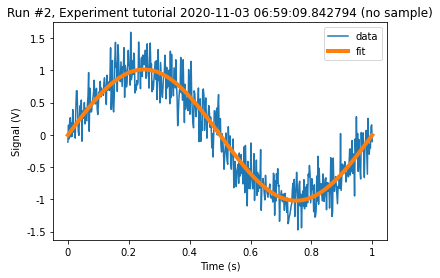 Run #2, Experiment tutorial 2020-11-03 06:59:09.842794 (no sample)
data
fit
Signal (V)
1.5
1
0.5
0
-0.5
-1
-1.5
0
0.2
0.4
0.6
0.8
1
Time (s)